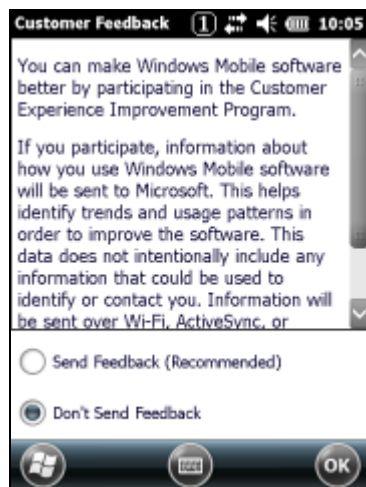 Customer Feedback 1 10:05
You can make Windows Mobile software
better by participating in the Customer
Experience Improvement Program.
If you participate, information about
how you use Windows Mobile software
will be sent to Microsoft. This helps
identify trends and usage patterns in
order to improve the software. This
data does not intentionally include any
information that could be used to
identify or contact you. Information will
be sent over Wi-Fi, ActiveSync, or
Send Feedback (Recommended)
Don't Send Feedback
OK